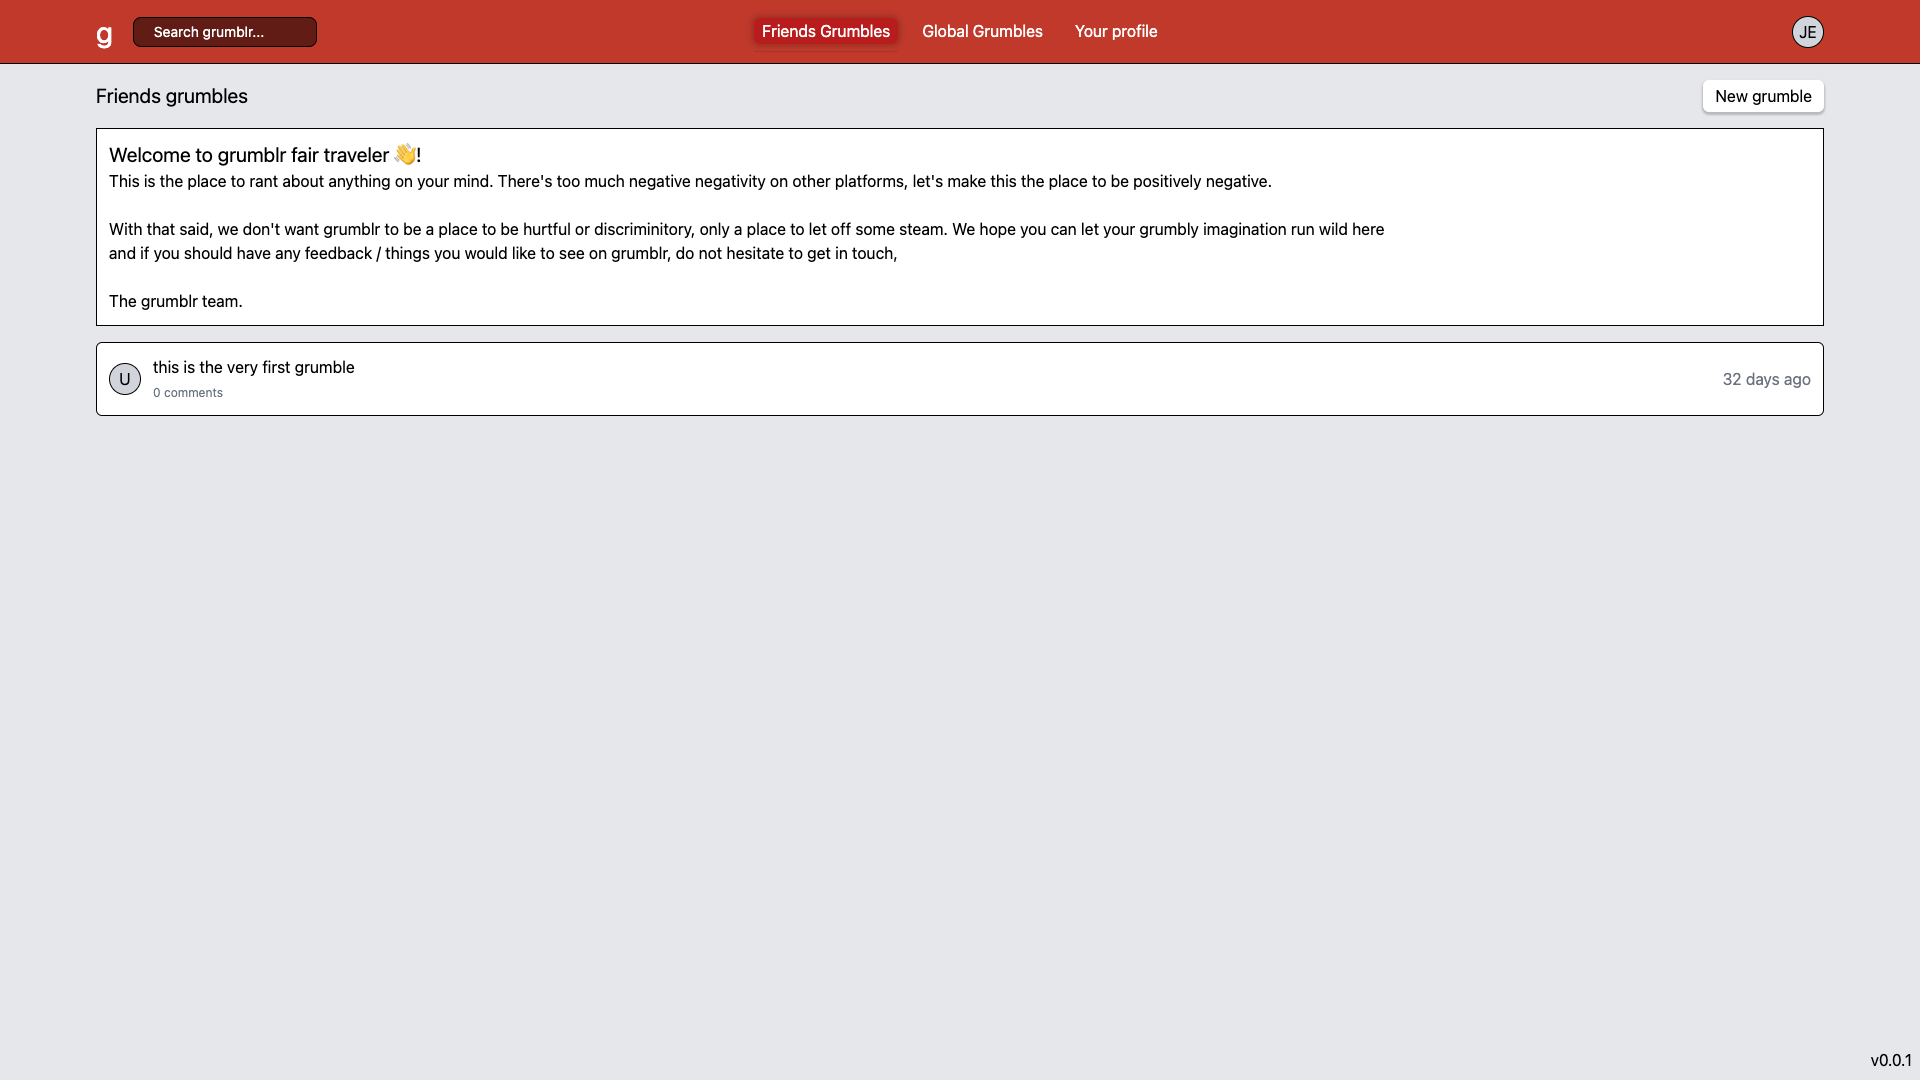 g
Search grumblr...
Friends Grumbles
Global Grumbles
Your profile
JE
Friends grumbles
New grumble
Welcome to grumblr fair traveler 👋!
This is the place to rant about anything on your mind. There's too much negative negativity on other platforms, let's make this the place to be positively negative.
With that said, we don't want grumblr to be a place to be hurtful or discriminitory, only a place to let off some steam. We hope you can let your grumbly imagination run wild here
and if you should have any feedback / things you would like to see on grumblr, do not hesitate to get in touch,
The grumblr team.
U
this is the very first grumble
0 comments
32 days ago
v0.0.1